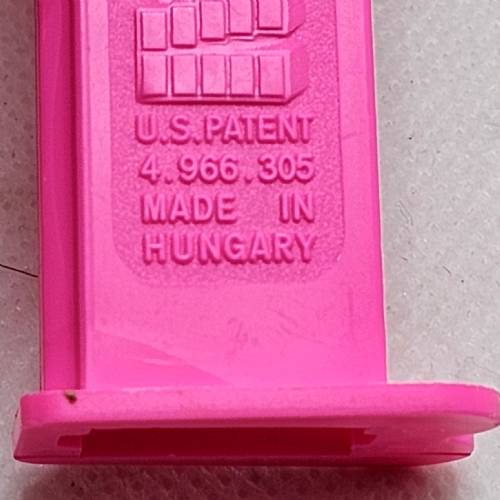 U.S.PATENT
4.966.305
MADE IN
HUNGARY